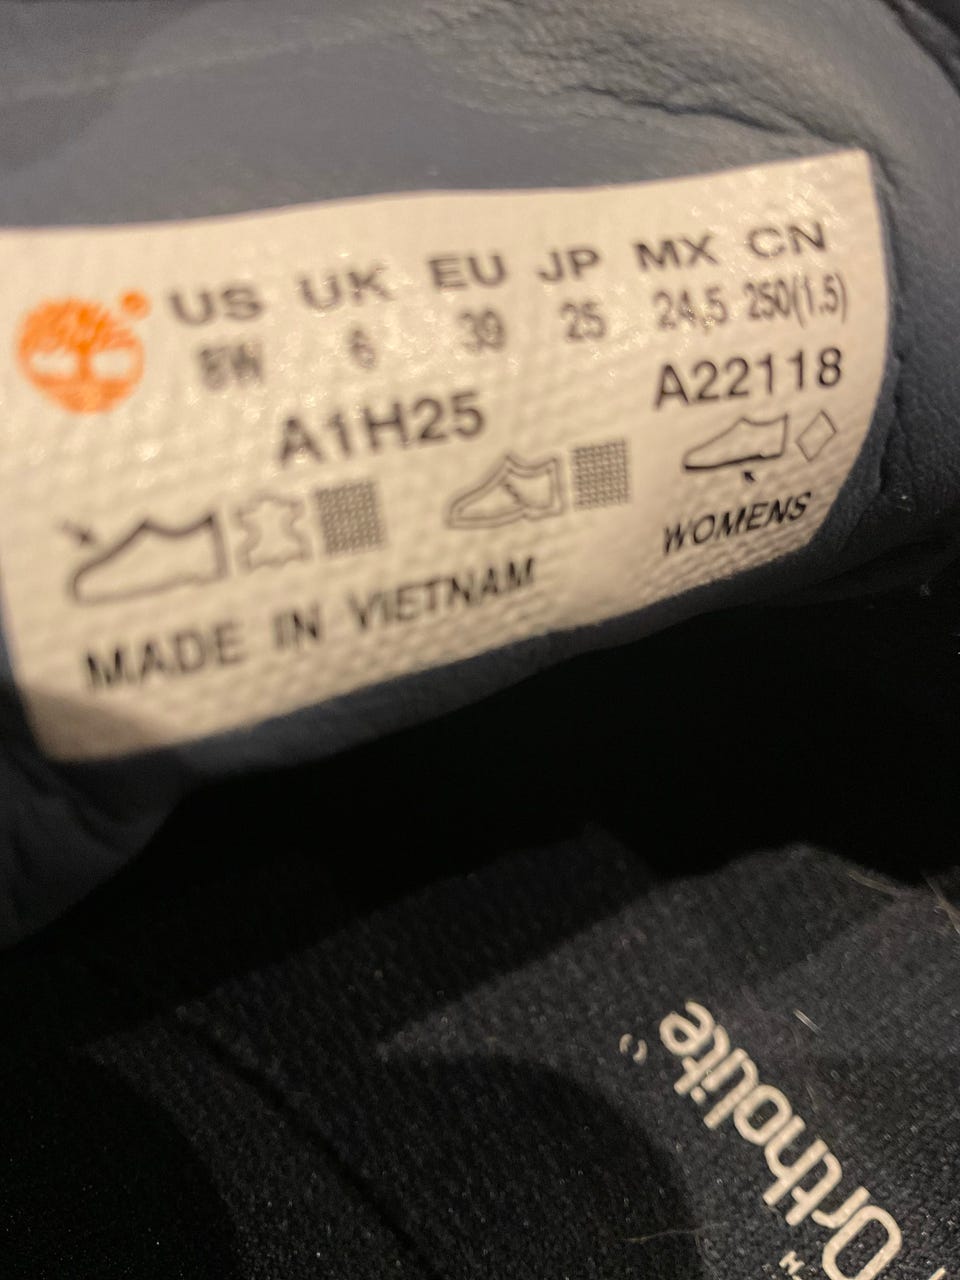 US UK EU JP MX CN
8W 6 39 25 24,5 250(1.5)
A1H25 A22118
WOMENS
MADE IN VIETNAM
Ortholite